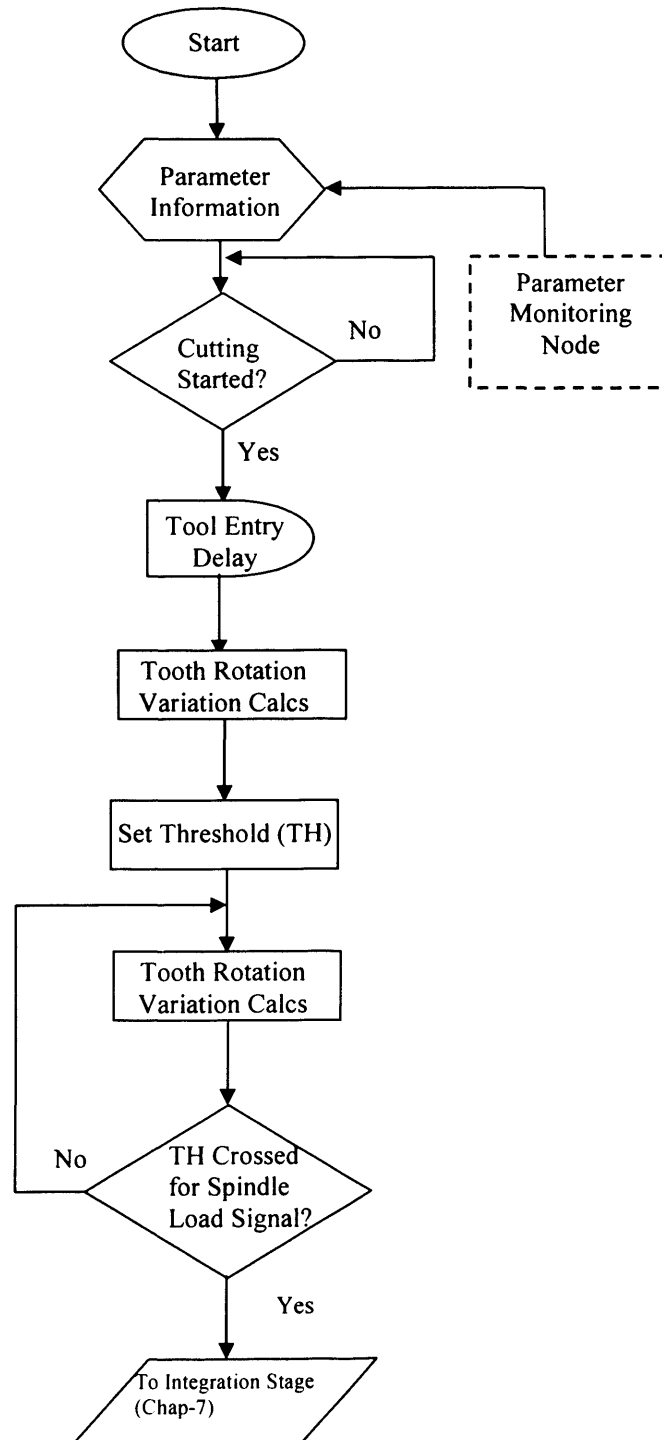 Start
Parameter
Information
Parameter
Monitoring
Node
No
Cutting
Started?
Yes
Tool Entry
Delay
Tooth Rotation
Variation Calcs
Set Threshold (TH)
Tooth Rotation
Variation Calcs
No
TH Crossed
for Spindle
Load Signal?
Yes
To Integration Stage
(Chap-7)